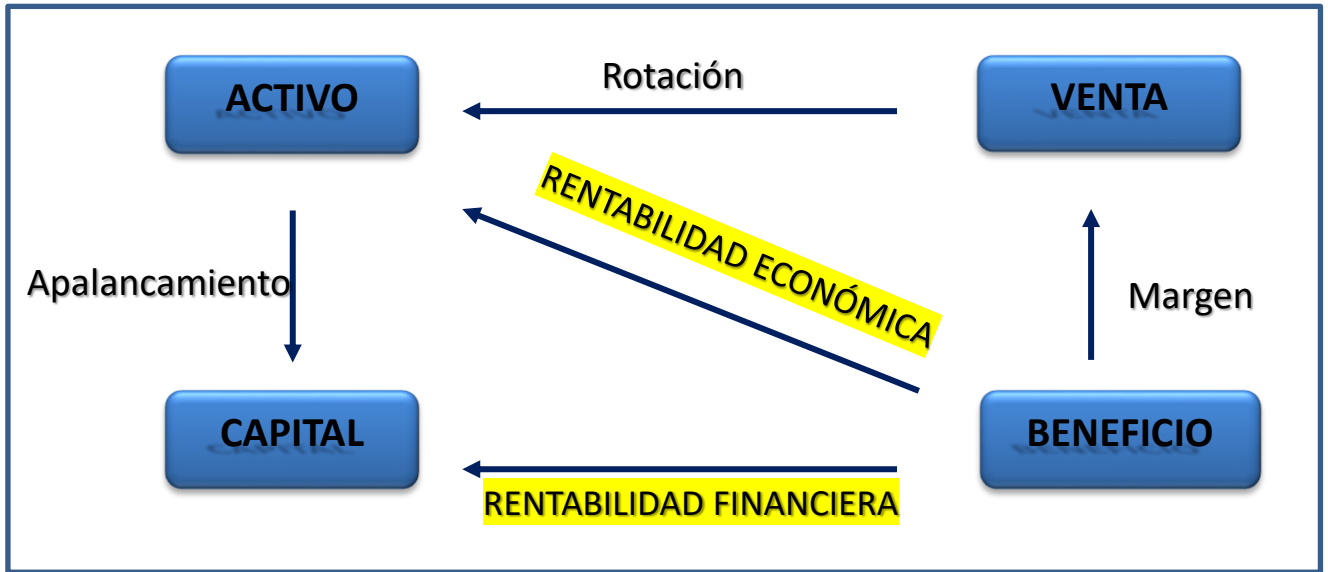 ACTIVO
Rotación
VENTA
RENTABILIDAD ECONÓMICA
Apalancamiento
Margen
CAPITAL
BENEFICIO
RENTABILIDAD FINANCIERA